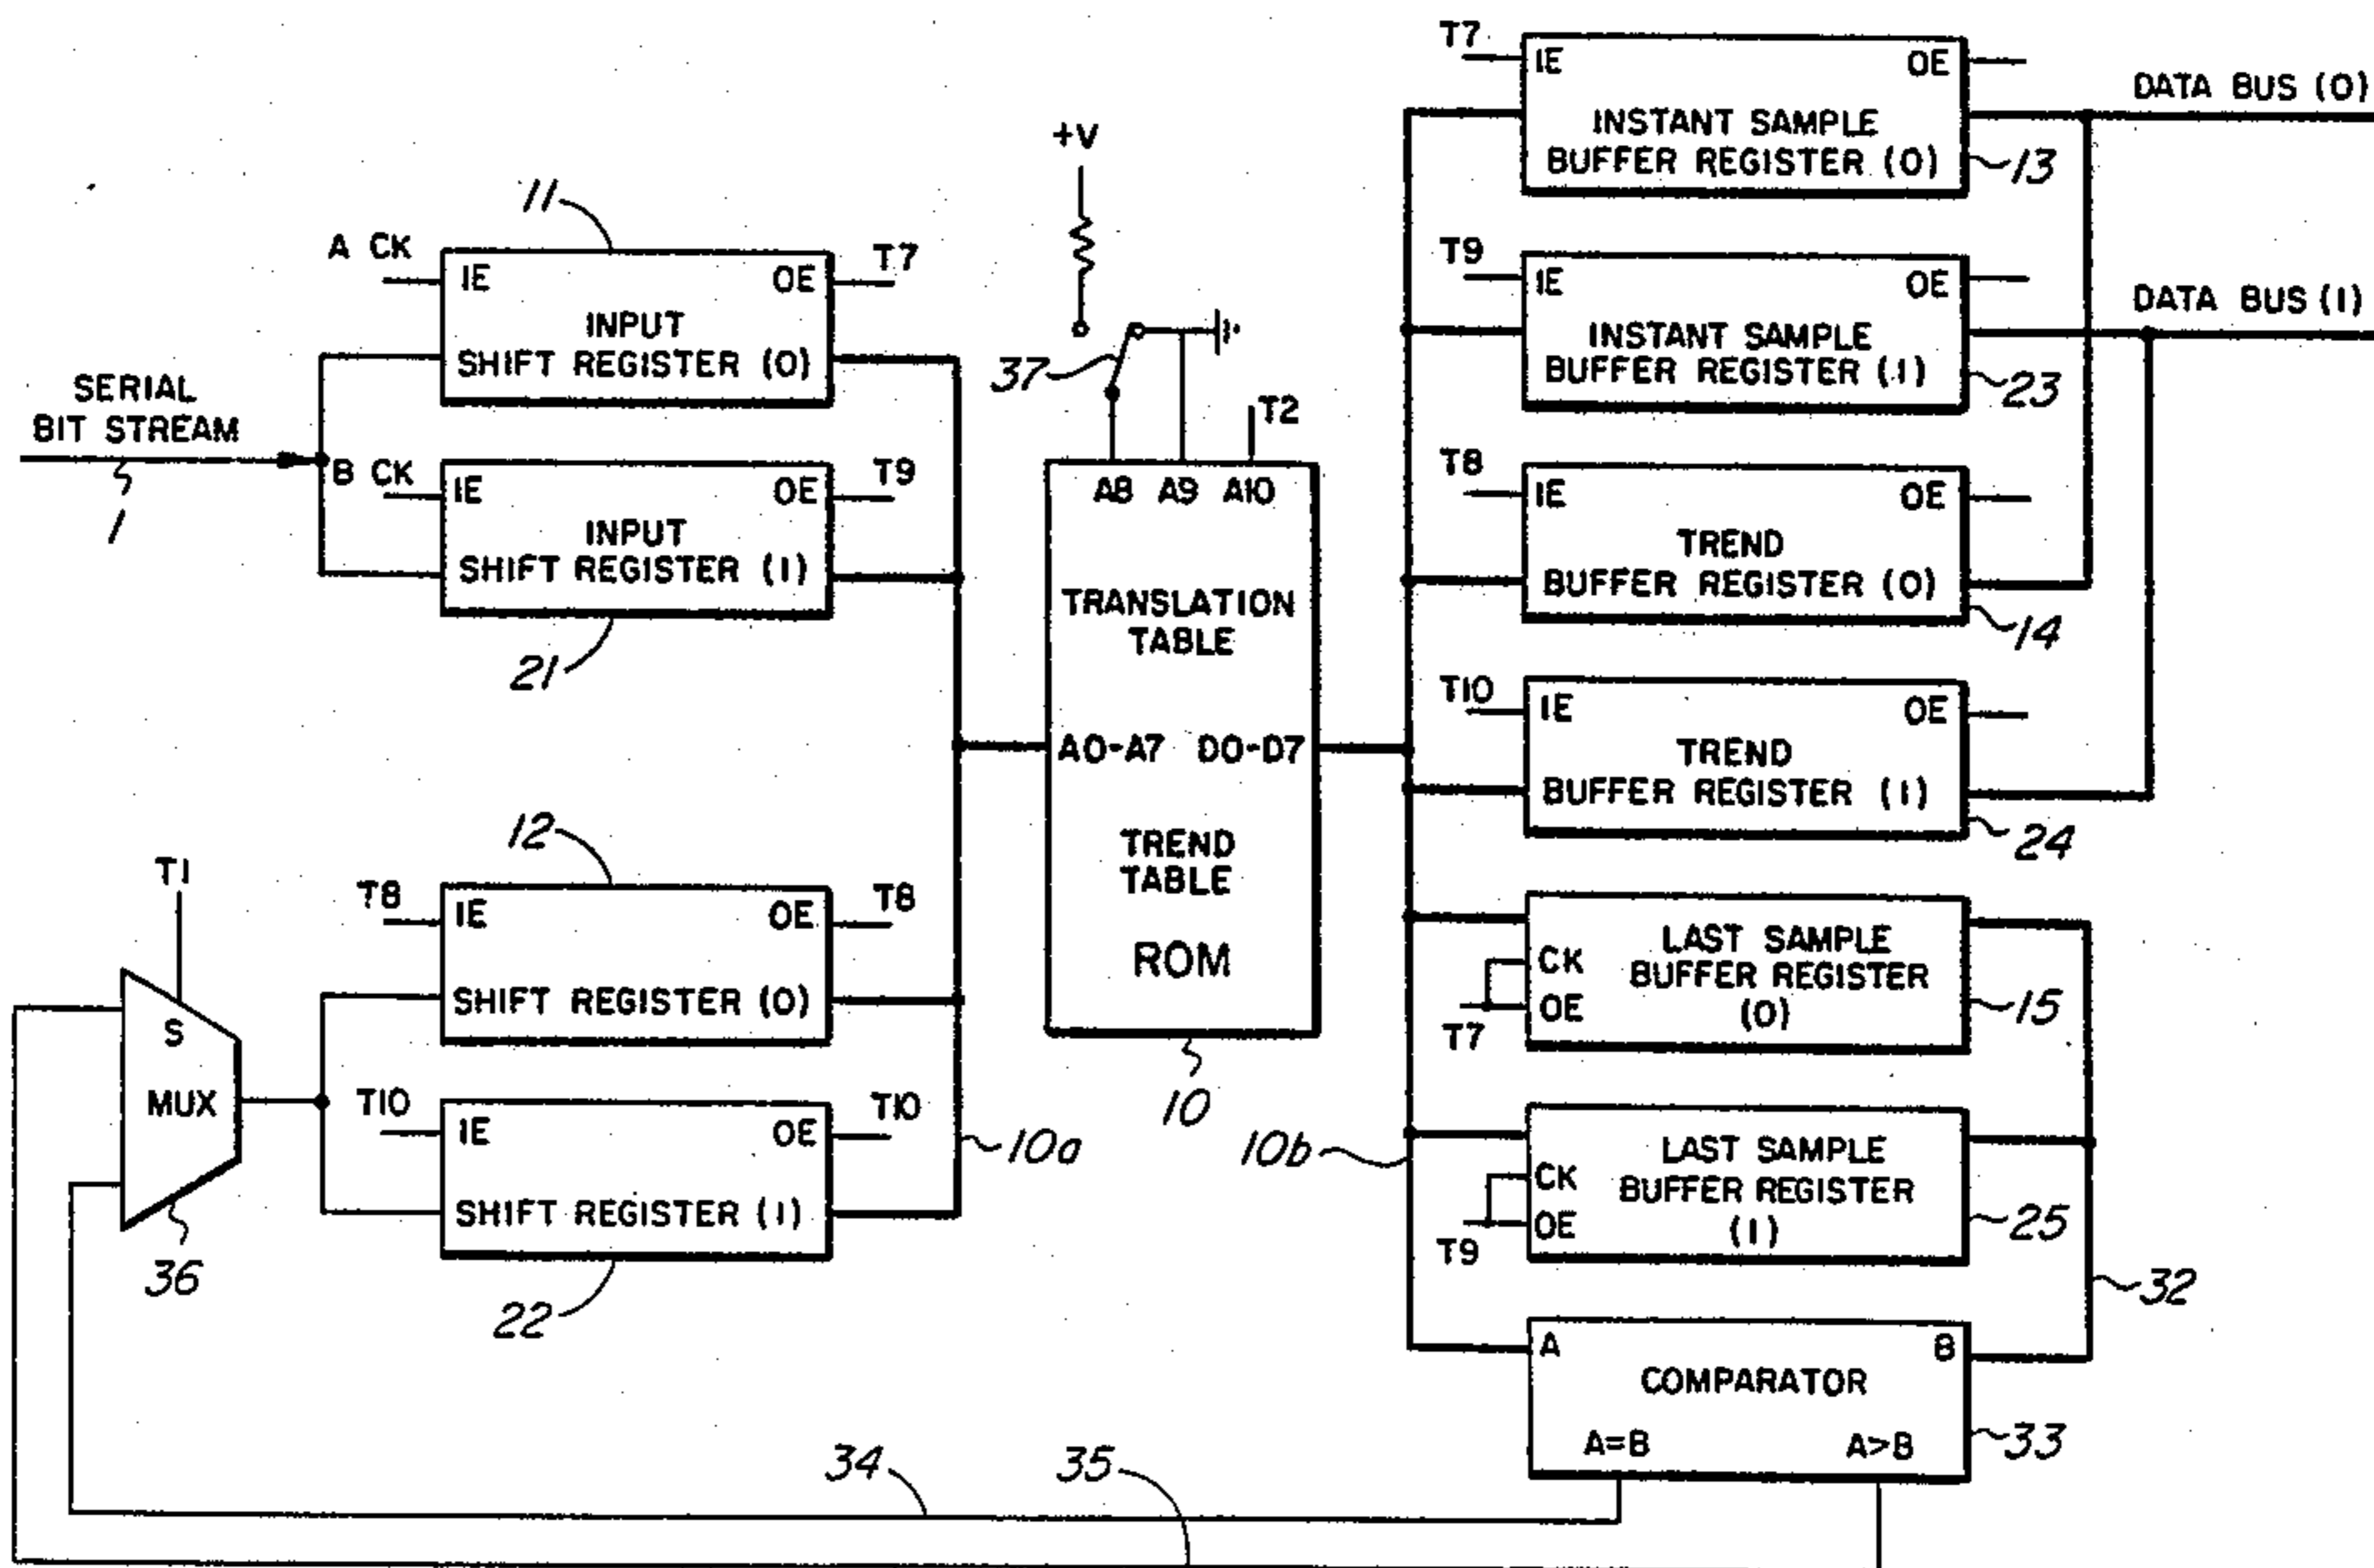 T7
IE OE
INSTANT SAMPLE
BUFFER REGISTER (0)
13
DATA BUS (0)
T9
IE OE
INSTANT SAMPLE
BUFFER REGISTER (1)
23
DATA BUS (1)
T8
IE OE
TREND
BUFFER REGISTER (0)
14
T10
IE OE
TREND
BUFFER REGISTER (1)
24
LAST SAMPLE
BUFFER REGISTER
(0)
CK
OE
T7
15
LAST SAMPLE
BUFFER REGISTER
(1)
CK
OE
T9
25
32
A B
COMPARATOR
A=B A>B
33
11
A CK
IE OE
T7
INPUT
SHIFT REGISTER (0)
SERIAL
BIT STREAM
1
B CK
IE OE
T9
INPUT
SHIFT REGISTER (1)
21
+V
37
T2
A8 A9 A10
TRANSLATION
TABLE
A0-A7 D0-D7
TREND
TABLE
ROM
10
10a
10b
12
T8
IE OE
T8
SHIFT REGISTER (0)
T10
IE OE
T10
SHIFT REGISTER (1)
22
T1
S
MUX
36
34
35